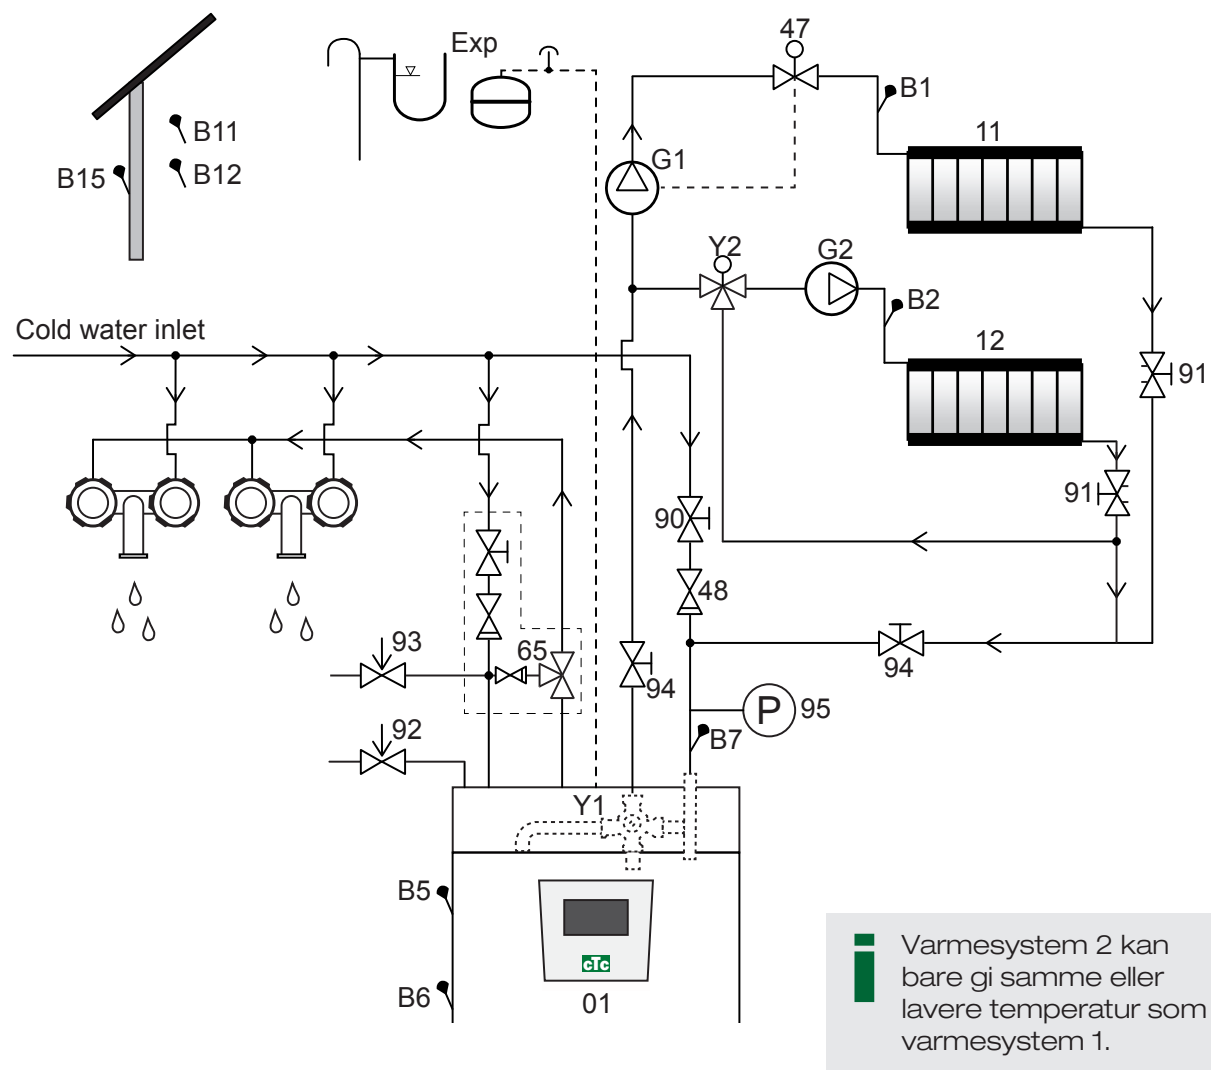 47
Exp
B1
B11
11
G1
B12
B15
Y2
G2
B2
Cold water inlet
12
91
91
90
48
93
65
94
94
P 95
92
B7
Y1
B5
cTc
B6
01
Varmesystem 2 kan
bare gi samme eller
lavere temperatur som
varmesystem 1.